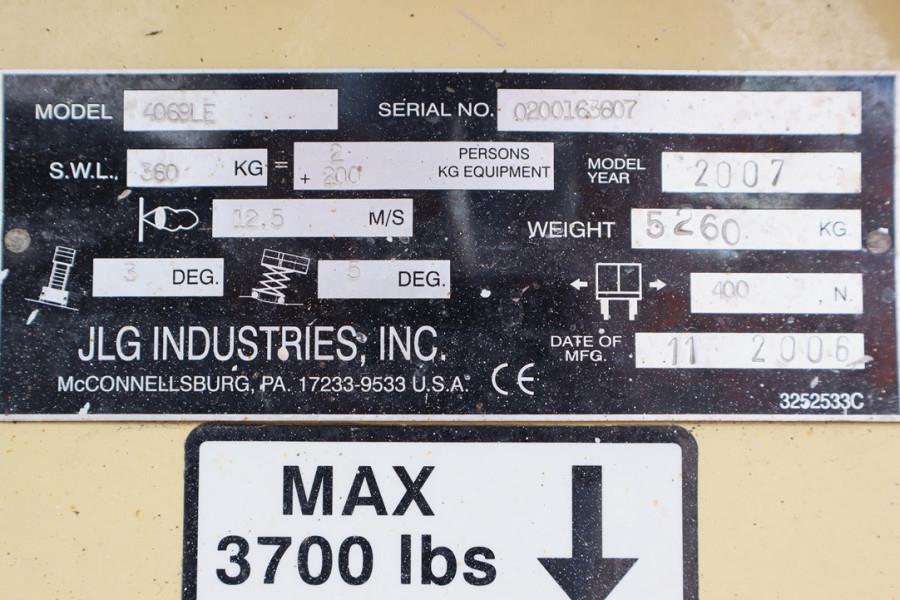 MODEL 4069LE SERIAL NO. 0200163607
S.W.L., 360 KG = 2 PERSONS
+ 200 KG EQUIPMENT
MODEL YEAR 2007
12.5 M/S
WEIGHT 5260 KG.
3 DEG. 5 DEG.
400 , N.
JLG INDUSTRIES, INC.
DATE OF
MFG. 11 2006
McCONNELLSBURG, PA. 17233-9533 U.S.A. CE
3252533C
MAX
3700 lbs